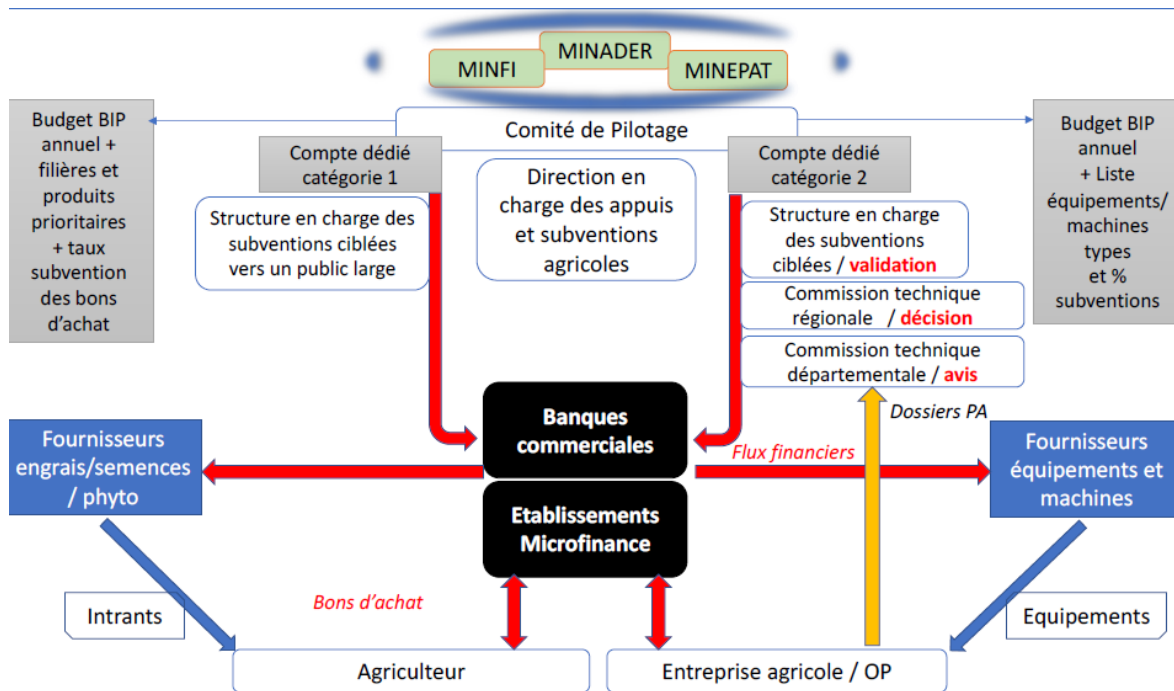 MINFI
MINADER
MINEPAT
Budget BIP
annuel +
filières et
produits
prioritaires
+ taux
subvention
des bons
d'achat
Comité de Pilotage
Compte dédié
catégorie 1
Structure en charge des
subventions ciblées
vers un public large
Direction en
charge des appuis
et subventions
agricoles
Compte dédié
catégorie 2
Structure en charge
des subventions
ciblées / validation
Commission technique
régionale / décision
Commission technique
départementale / avis
Budget BIP
annuel
+ Liste
équipements/
machines
types
et %
subventions
Dossiers PA
Banques
commerciales
Flux financiers
Fournisseurs
engrais/semences
/ phyto
Fournisseurs
équipements et
machines
Etablissements
Microfinance
Bons d'achat
Intrants
Equipements
Agriculteur
Entreprise agricole / OP